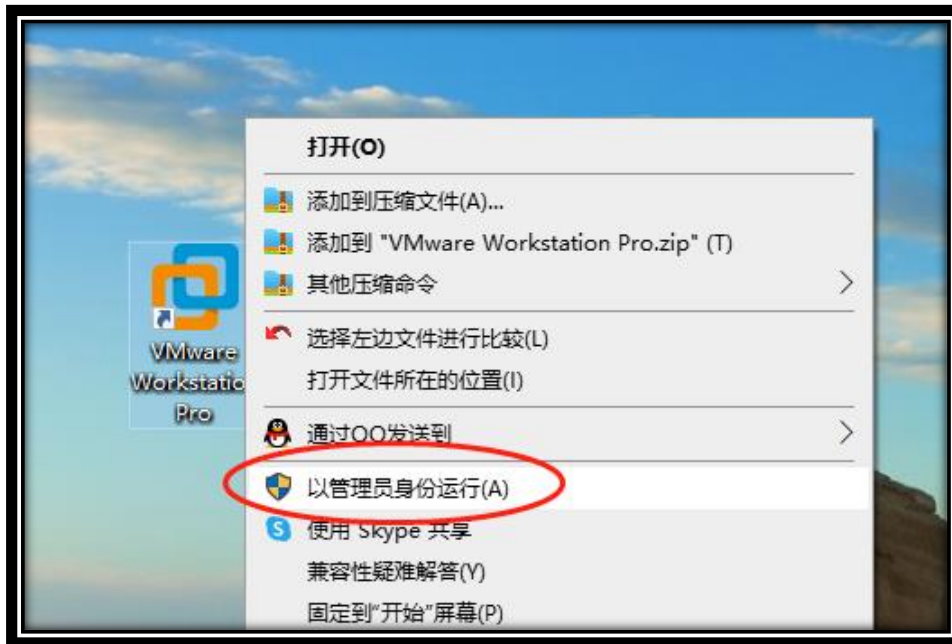 打开(O)
添加到压缩文件(A)...
添加到 "VMware Workstation Pro.zip" (T)
其他压缩命令
选择左边文件进行比较(L)
打开文件所在的位置(I)
通过QQ发送到
以管理员身份运行(A)
使用 Skype 共享
兼容性疑难解答(Y)
固定到"开始"屏幕(P)
VMware
Workstatio
Pro